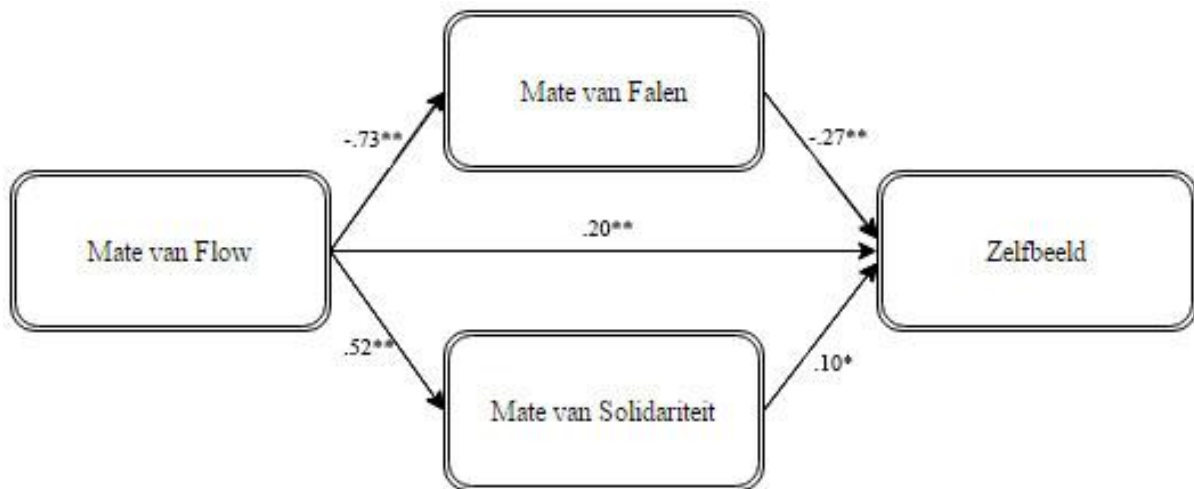 Mate van Falen
-.73**
-.27**
Mate van Flow
.20**
Zelfbeeld
.52**
.10*
Mate van Solidariteit